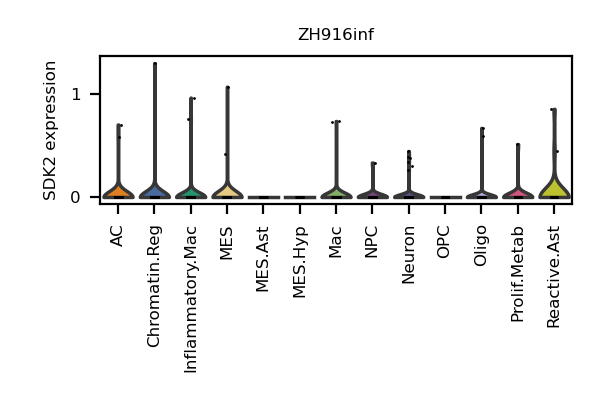 ZH916inf
SDK2 expression
1
0
AC
Chromatin.Reg
Inflammatory.Mac
MES
MES.Ast
MES.Hyp
Mac
NPC
Neuron
OPC
Oligo
Prolif.Metab
Reactive.Ast